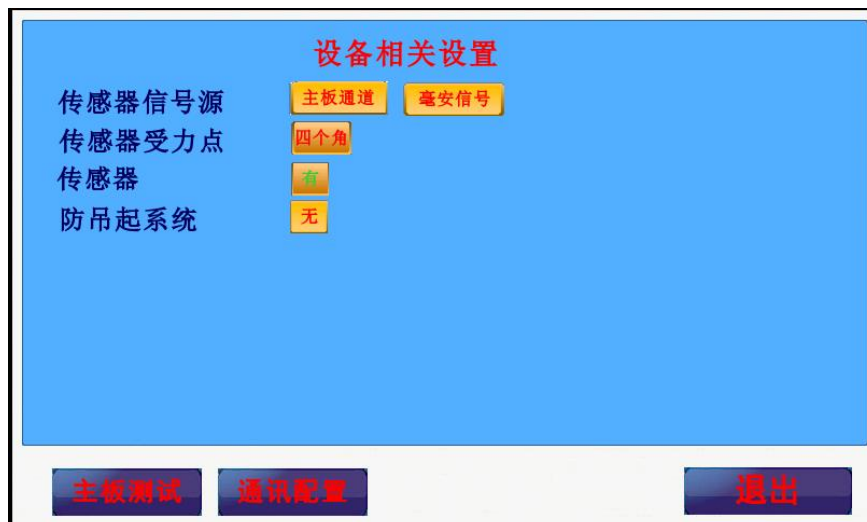 设备相关设置
传感器信号源 主板通道 毫安信号
传感器受力点 四个角
传感器 有
防吊起系统 无
主板测试 通讯配置 退出